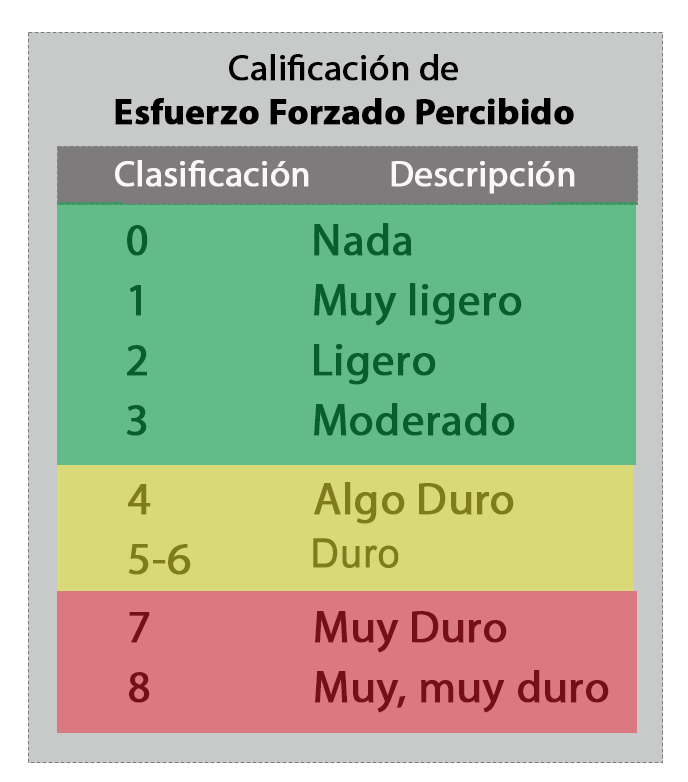 Calificación de
Esfuerzo Forzado Percibido
Clasificación Descripción
0 Nada
1 Muy ligero
2 Ligero
3 Moderado
4 Algo Duro
5-6 Duro
7 Muy Duro
8 Muy, muy duro